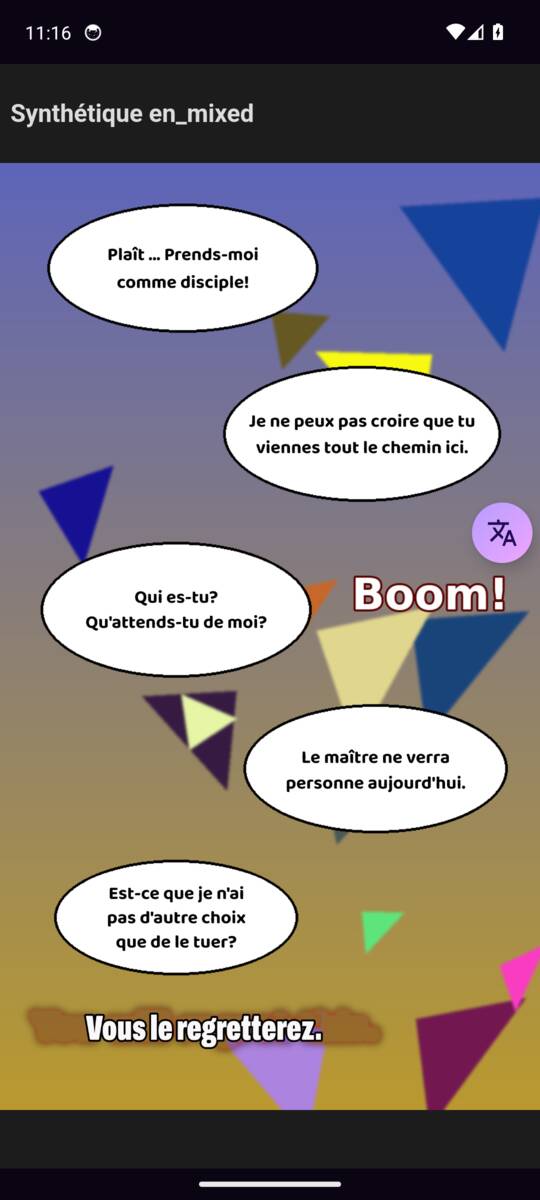 11:16
Synthétique en_mixed
Plaît ... Prends-moi
comme disciple!
Je ne peux pas croire que tu
viennes tout le chemin ici.
Qui es-tu?
Qu'attends-tu de moi?
Boom!
Le maître ne verra
personne aujourd'hui.
Est-ce que je n'ai
pas d'autre choix
que de le tuer?
Vous le regretterez.